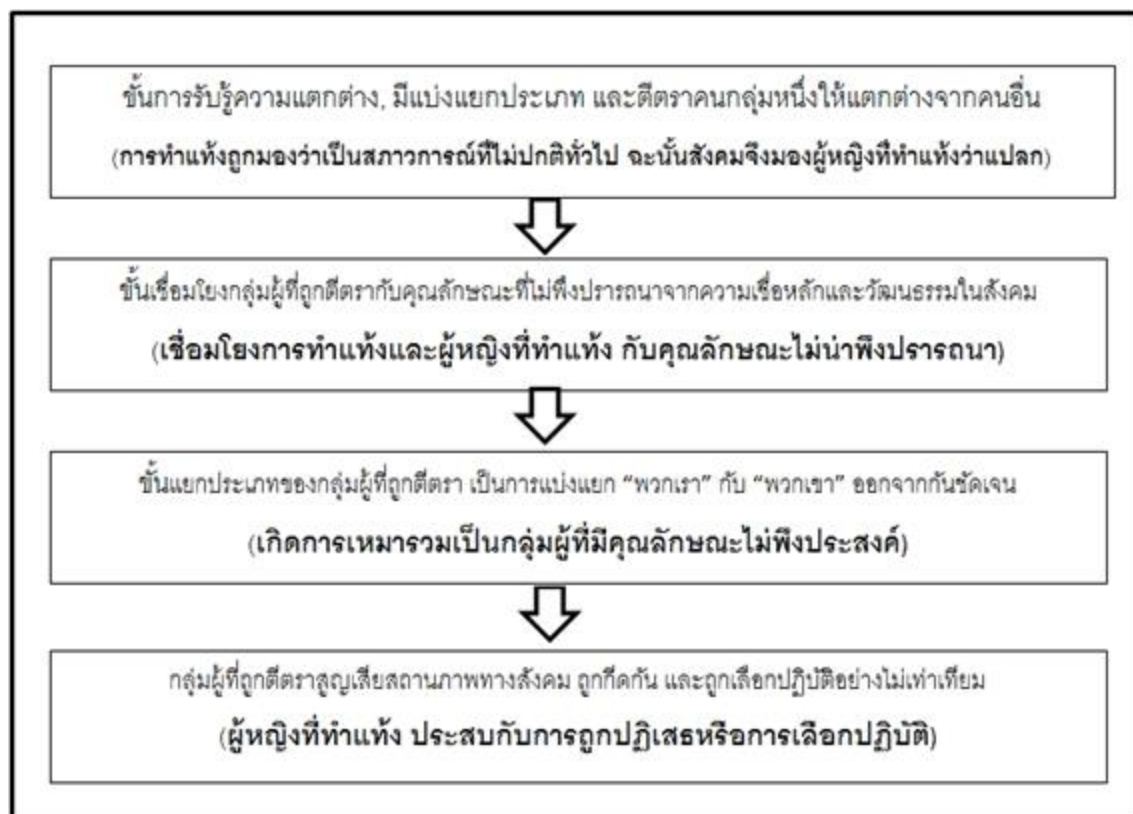 ขั้นการรับรู้ความแตกต่าง, มีแบ่งแยกประเภท และตีตราคนกลุ่มหนึ่งให้แตกต่างจากคนอื่น
(การทำแท้งถูกมองว่าเป็นสภาวการณ์ที่ไม่ปกติทั่วไป ฉะนั้นสังคมจึงมองผู้หญิงที่ทำแท้งว่าแปลก)
ขั้นเชื่อมโยงกลุ่มผู้ที่ถูกตีตรากับคุณลักษณะที่ไม่พึงปรารถนาจากความเชื่อหลักและวัฒนธรรมในสังคม
(เชื่อมโยงการทำแท้งและผู้หญิงที่ทำแท้ง กับคุณลักษณะไม่น่าพึงปรารถนา)
ขั้นแยกประเภทของกลุ่มผู้ที่ถูกตีตรา เป็นการแบ่งแยก “พวกเรา” กับ “พวกเขา” ออกจากกันชัดเจน
(เกิดการเหมารวมเป็นกลุ่มผู้ที่มีคุณลักษณะไม่พึงประสงค์)
กลุ่มผู้ที่ถูกตีตราสูญเสียสถานภาพทางสังคม ถูกกีดกัน และถูกเลือกปฏิบัติอย่างไม่เท่าเทียม
(ผู้หญิงที่ทำแท้ง ประสบกับการถูกปฏิเสธหรือการเลือกปฏิบัติ)